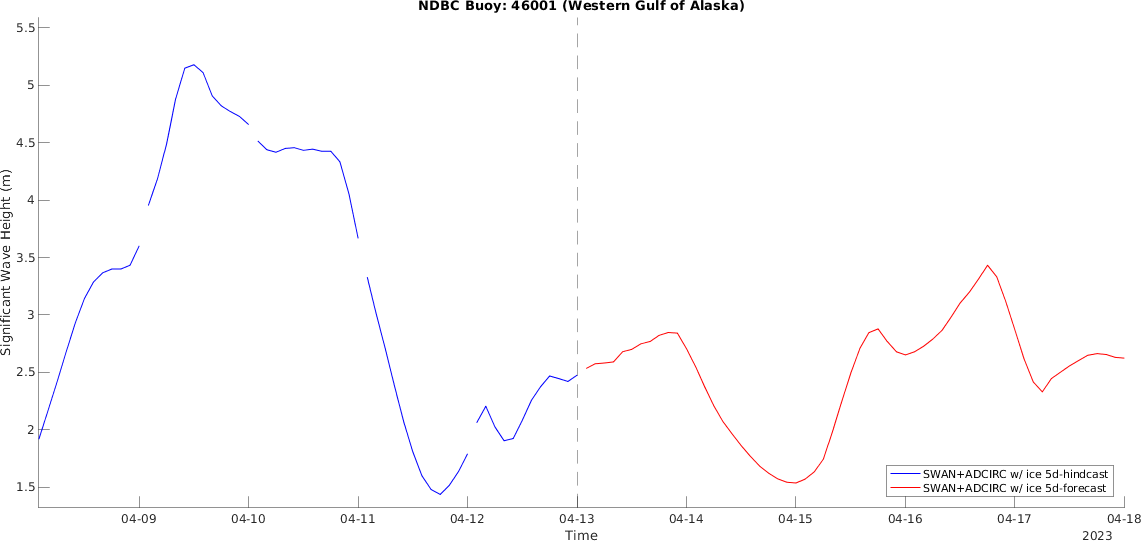 NDBC Buoy: 46001 (Western Gulf of Alaska)
5.5
5
4.5
4
3.5
3
2.5
2
1.5
Significant Wave Height (m)
SWAN+ADCIRC w/ ice 5d-hindcast
SWAN+ADCIRC w/ ice 5d-forecast
04-09 04-10 04-11 04-12 04-13 04-14 04-15 04-16 04-17 04-18
Time
2023